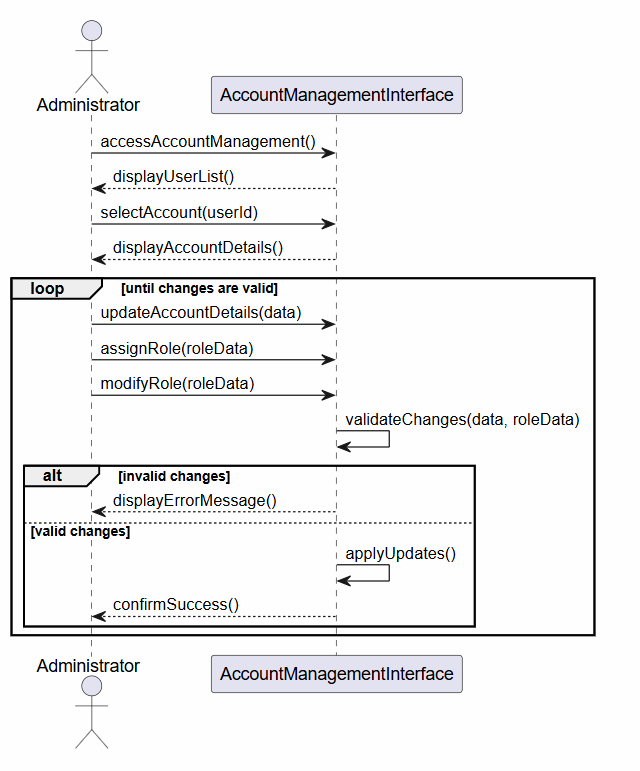 Administrator
AccountManagementInterface
accessAccountManagement()
displayUserList()
selectAccount(userId)
displayAccountDetails()
loop [until changes are valid]
updateAccountDetails(data)
assignRole(roleData)
modifyRole(roleData)
validateChanges(data, roleData)
alt [invalid changes]
displayErrorMessage()
[valid changes]
applyUpdates()
confirmSuccess()
Administrator
AccountManagementInterface